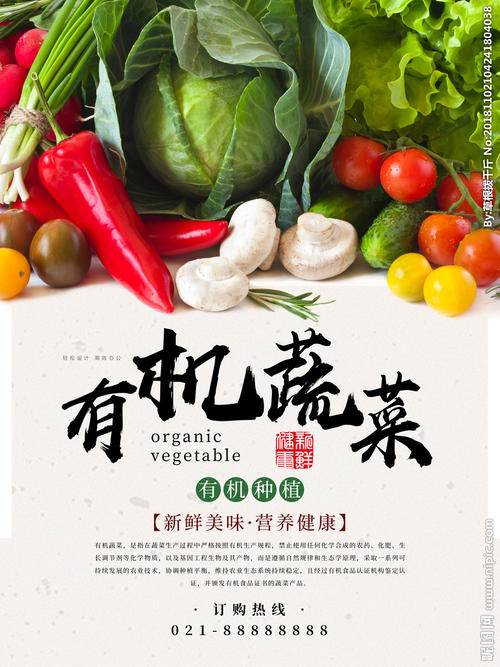 By:草根拨千斤 No:20181102104241804038
轻松设计 高效办公
有机蔬菜
organic
vegetable
新鲜
健康
有机种植
【新鲜美味·营养健康】
有机蔬菜，是指在蔬菜生产过程中严格按照有机生产规程，禁止使用任何化学合成的农药、化肥、生
长调节剂等化学物质，以及基因工程生物及其产物，而是遵循自然规律和生态学原理，采取一系列可
持续发展的农业技术，协调种植平衡，维持农业生态系统持续稳定，且经过有机食品认证机构鉴定认
证，并颁发有机食品证书的蔬菜产品。
· 订购热线 ·
021-88888888
昵图网 www.nipic.com